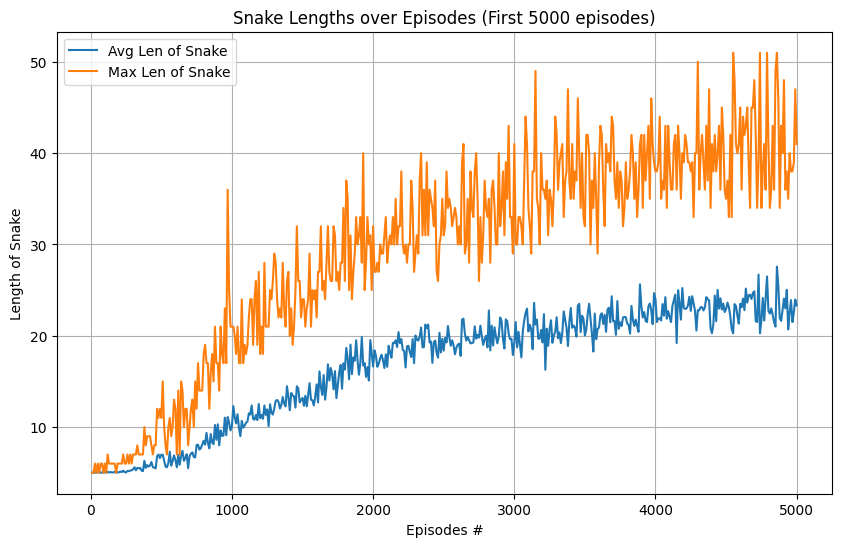 Snake Lengths over Episodes (First 5000 episodes)
Avg Len of Snake
Max Len of Snake
Length of Snake
50
40
30
20
10
0
1000
2000
3000
4000
5000
Episodes #